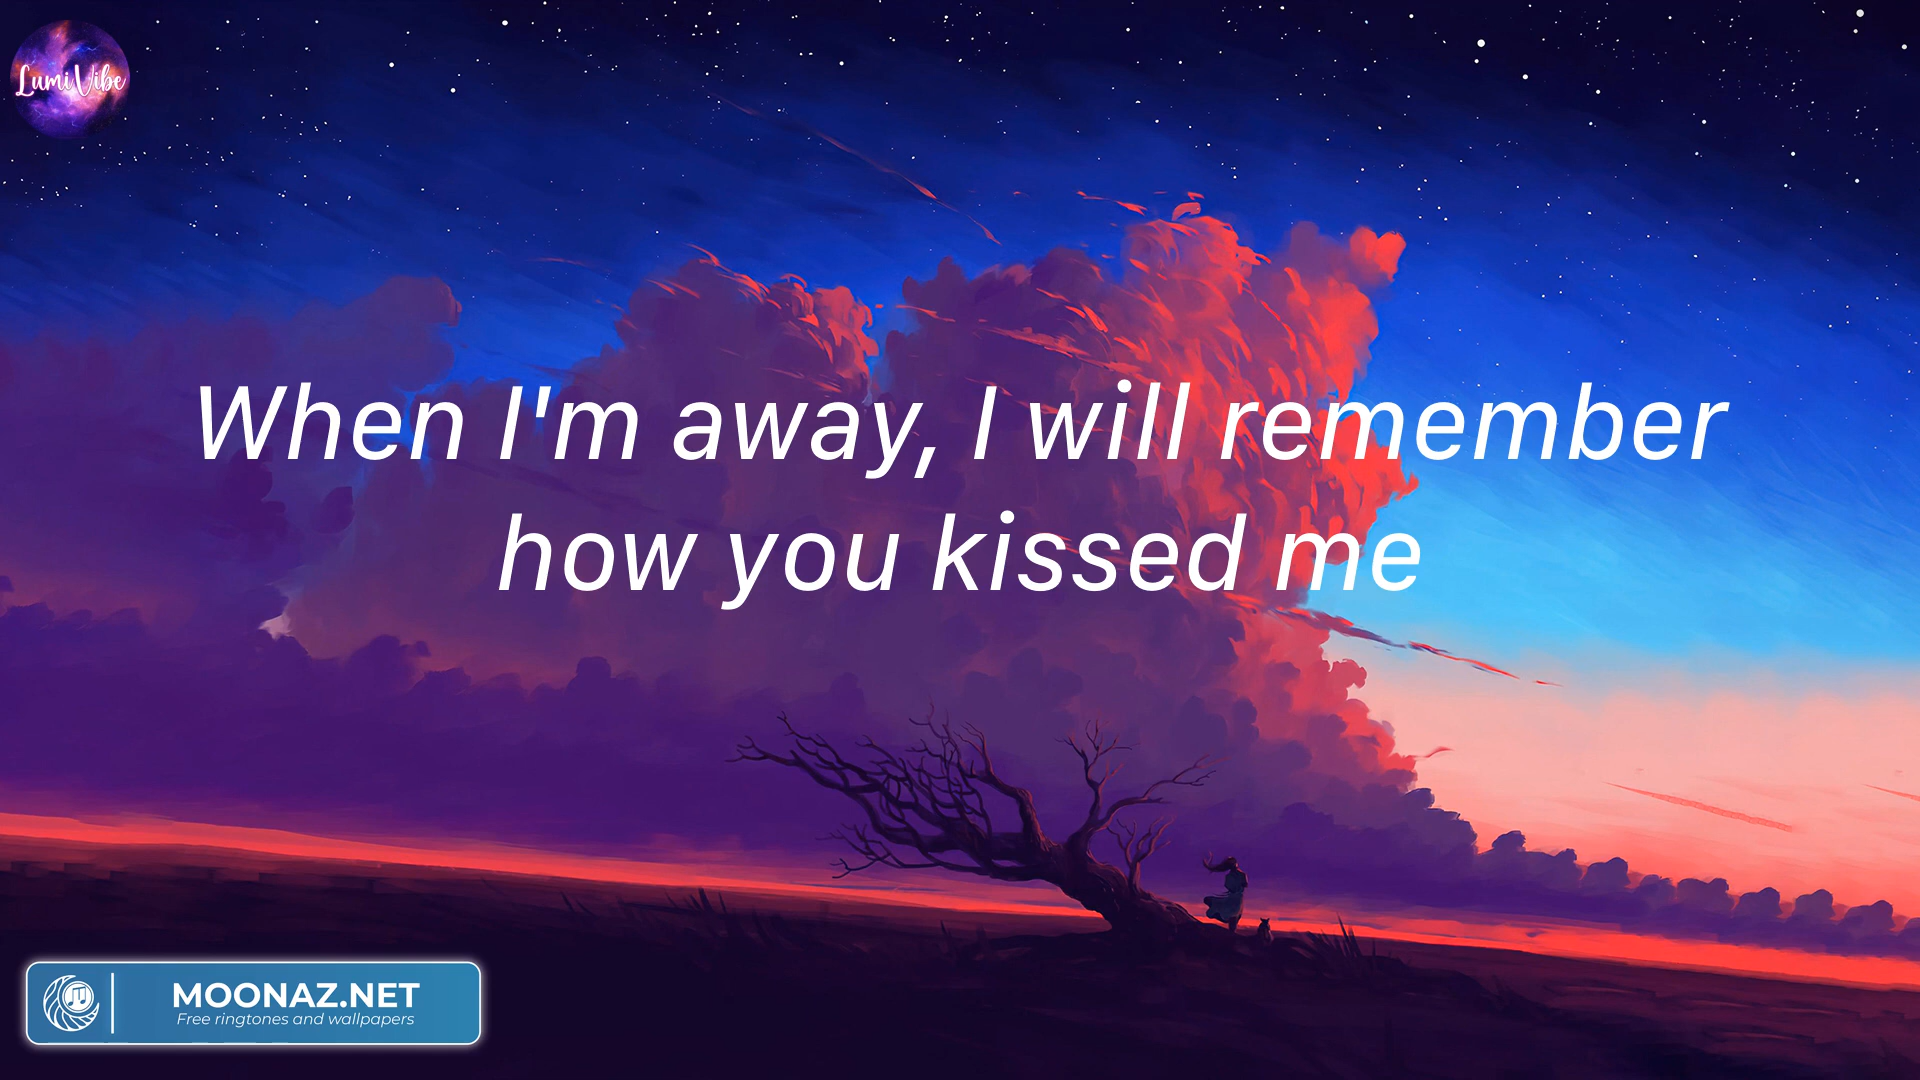 LumiVibe
When I'm away, I will remember
how you kissed me
MOONAZ.NET
Free ringtones and wallpapers